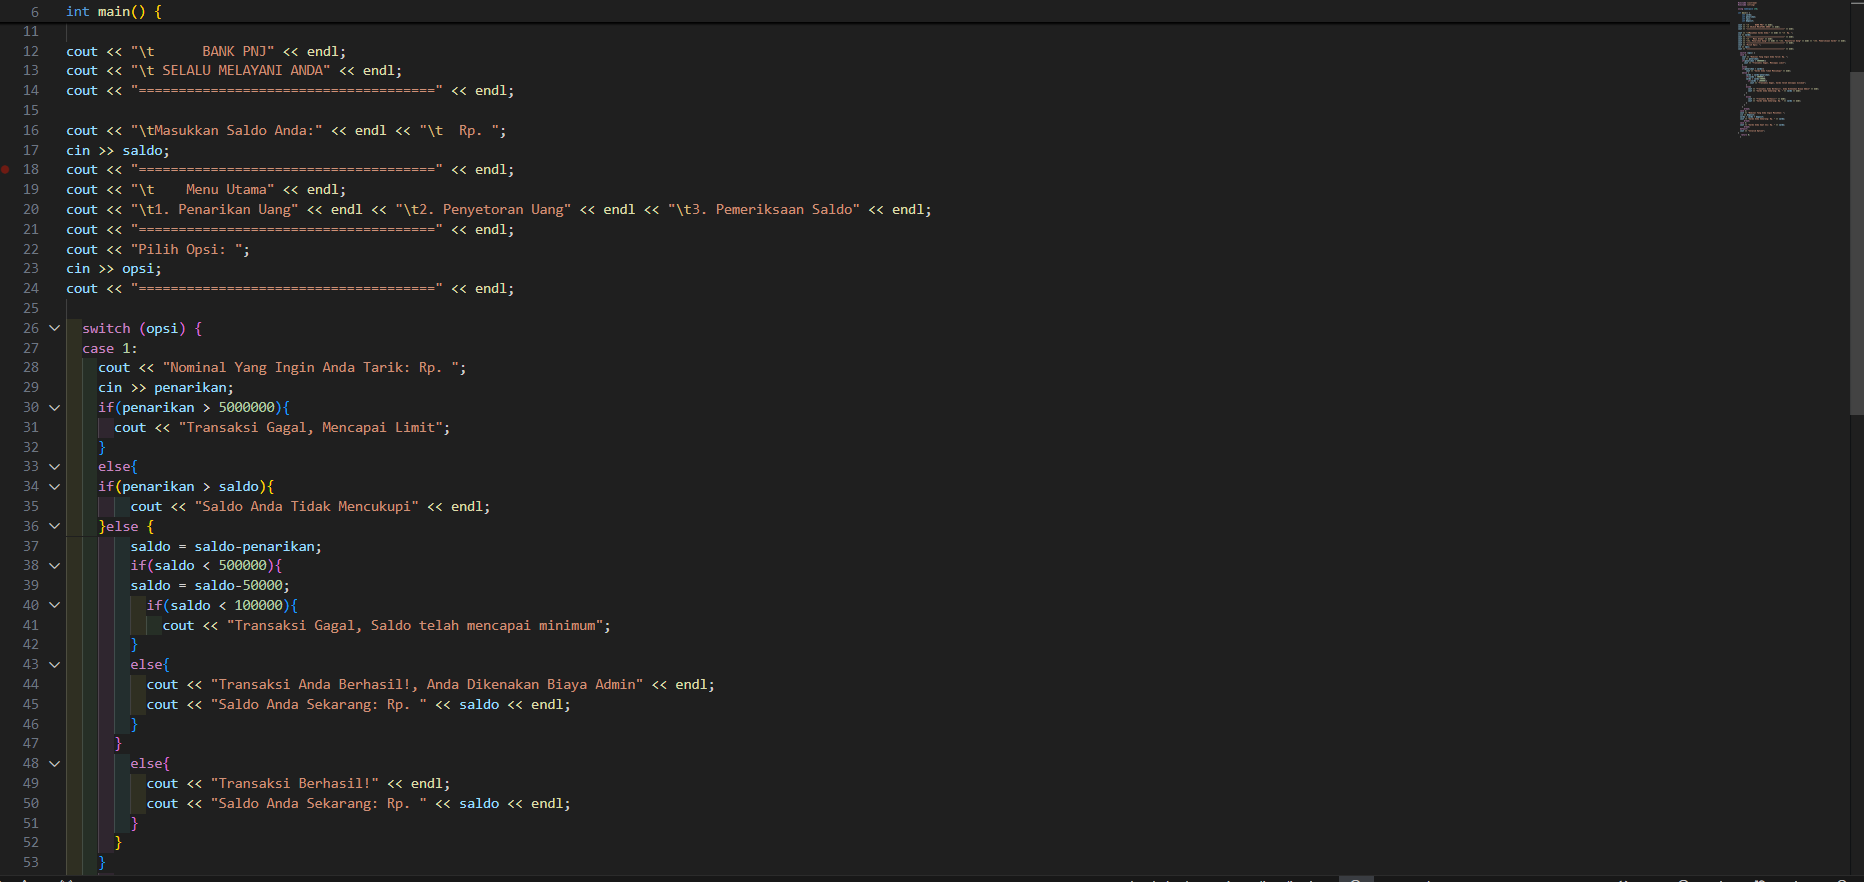 6 int main() {
11
12 cout << "\t      BANK PNJ" << endl;
13 cout << "\t SELALU MELAYANI ANDA" << endl;
14 cout << "=====================================" << endl;
15
16 cout << "\tMasukkan Saldo Anda:" << endl << "\t  Rp. ";
17 cin >> saldo;
18 cout << "=====================================" << endl;
19 cout << "\t    Menu Utama" << endl;
20 cout << "\t1. Penarikan Uang" << endl << "\t2. Penyetoran Uang" << endl << "\t3. Pemeriksaan Saldo" << endl;
21 cout << "=====================================" << endl;
22 cout << "Pilih Opsi: ";
23 cin >> opsi;
24 cout << "=====================================" << endl;
25
26   switch (opsi) {
27   case 1:
28     cout << "Nominal Yang Ingin Anda Tarik: Rp. ";
29     cin >> penarikan;
30     if(penarikan > 5000000){
31       cout << "Transaksi Gagal, Mencapai Limit";
32     }
33     else{
34     if(penarikan > saldo){
35         cout << "Saldo Anda Tidak Mencukupi" << endl;
36     }else {
37         saldo = saldo-penarikan;
38         if(saldo < 500000){
39         saldo = saldo-50000;
40           if(saldo < 100000){
41             cout << "Transaksi Gagal, Saldo telah mencapai minimum";
42         }
43         else{
44           cout << "Transaksi Anda Berhasil!, Anda Dikenakan Biaya Admin" << endl;
45           cout << "Saldo Anda Sekarang: Rp. " << saldo << endl;
46         }
47       }
48         else{
49           cout << "Transaksi Berhasil!" << endl;
50           cout << "Saldo Anda Sekarang: Rp. " << saldo << endl;
51         }
52       }
53     }